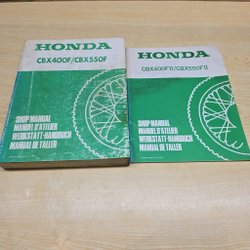 HONDA
CBX400F/CBX550F
SHOP MANUAL
MANUEL D'ATELIER
WERKSTATT-HANDBUCH
MANUAL DE TALLER
HONDA
CBX400FII/CBX550FII
SHOP MANUAL
MANUEL D'ATELIER
WERKSTATT-HANDBUCH
MANUAL DE TALLER